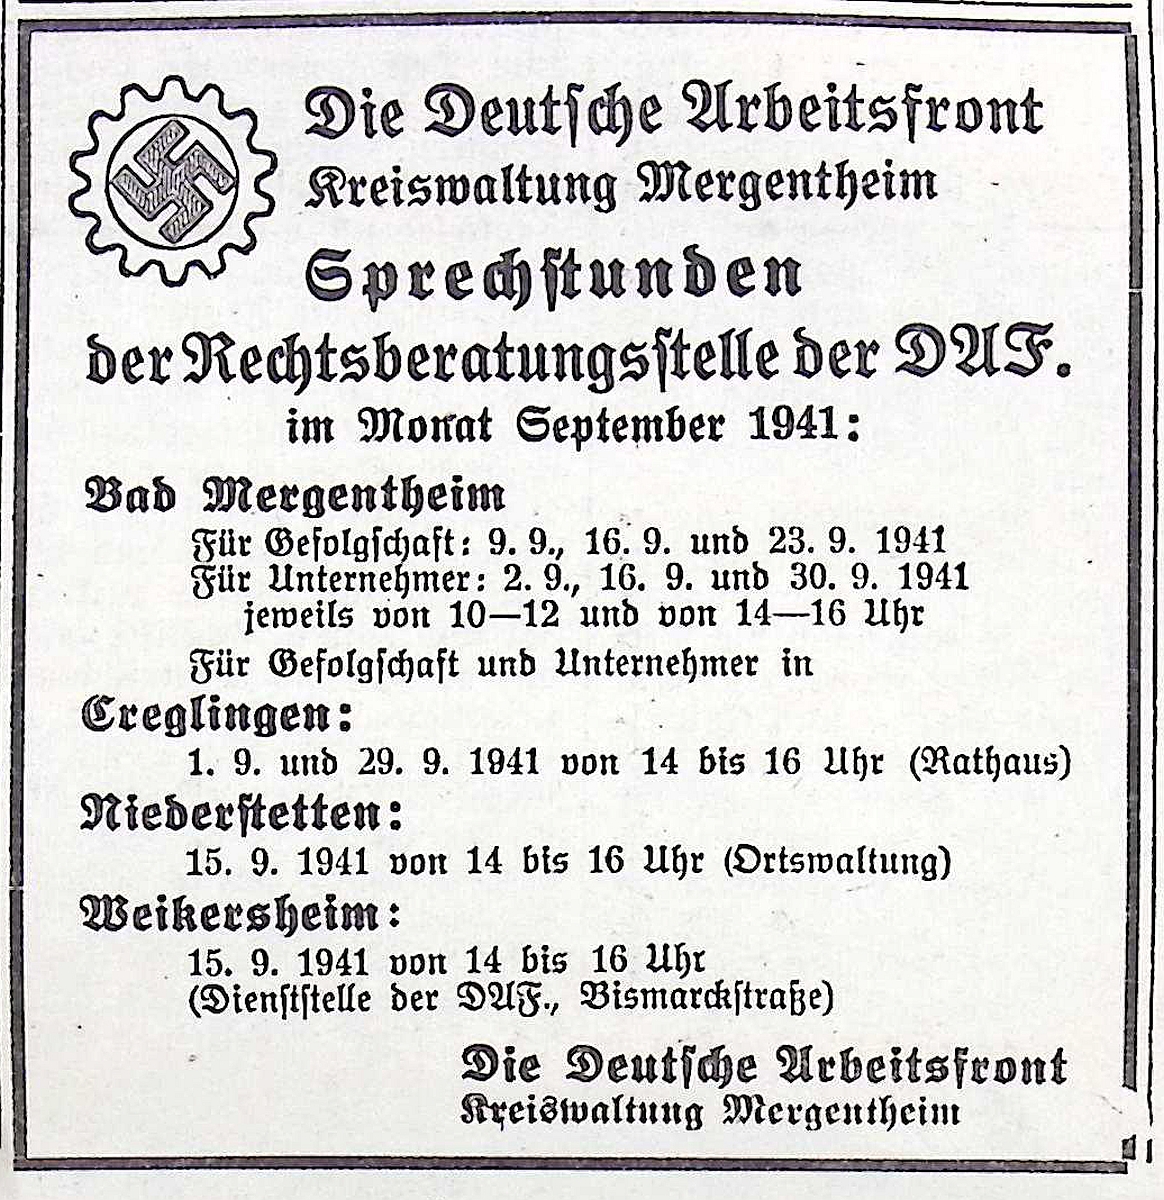 Die Deutsche Arbeitsfront
Kreiswaltung Mergentheim
Sprechstunden
der Rechtsberatungsstelle der DAF.
im Monat September 1941:
Bad Mergentheim
Für Gefolgschaft: 9. 9., 16. 9. und 23. 9. 1941
Für Unternehmer: 2. 9., 16. 9. und 30. 9. 1941
jeweils von 10—12 und von 14—16 Uhr
Für Gefolgschaft und Unternehmer in
Creglingen:
1. 9. und 29. 9. 1941 von 14 bis 16 Uhr (Rathaus)
Niederstetten:
15. 9. 1941 von 14 bis 16 Uhr (Ortswaltung)
Weikersheim:
15. 9. 1941 von 14 bis 16 Uhr
(Dienststelle der DAF., Bismarckstraße)
Die Deutsche Arbeitsfront
Kreiswaltung Mergentheim